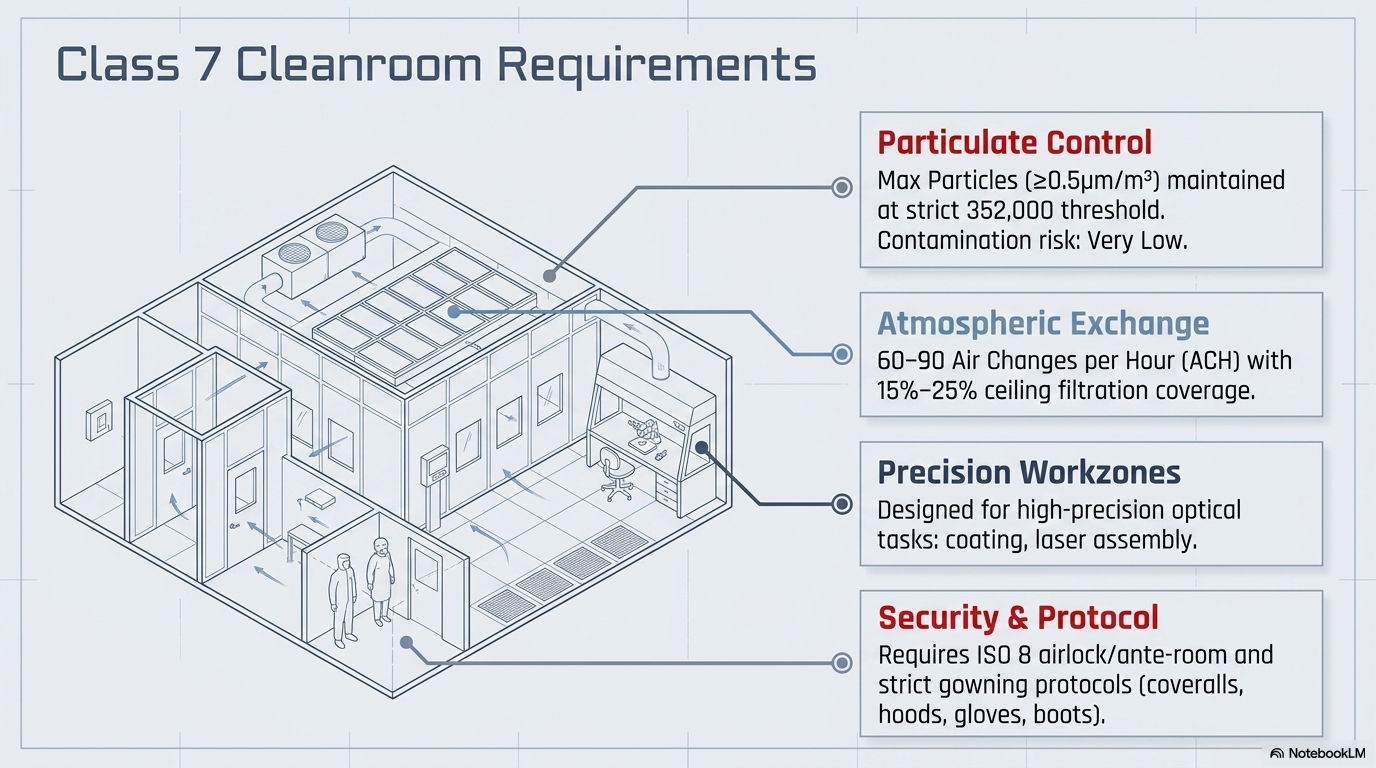 Class 7 Cleanroom Requirements
Particulate Control
Max Particles (≥0.5µm/m³) maintained
at strict 352,000 threshold.
Contamination risk: Very Low.
Atmospheric Exchange
60–90 Air Changes per Hour (ACH) with
15%–25% ceiling filtration coverage.
Precision Workzones
Designed for high-precision optical
tasks: coating, laser assembly.
Security & Protocol
Requires ISO 8 airlock/ante-room and
strict gowning protocols (coveralls,
hoods, gloves, boots).
NotebookLM